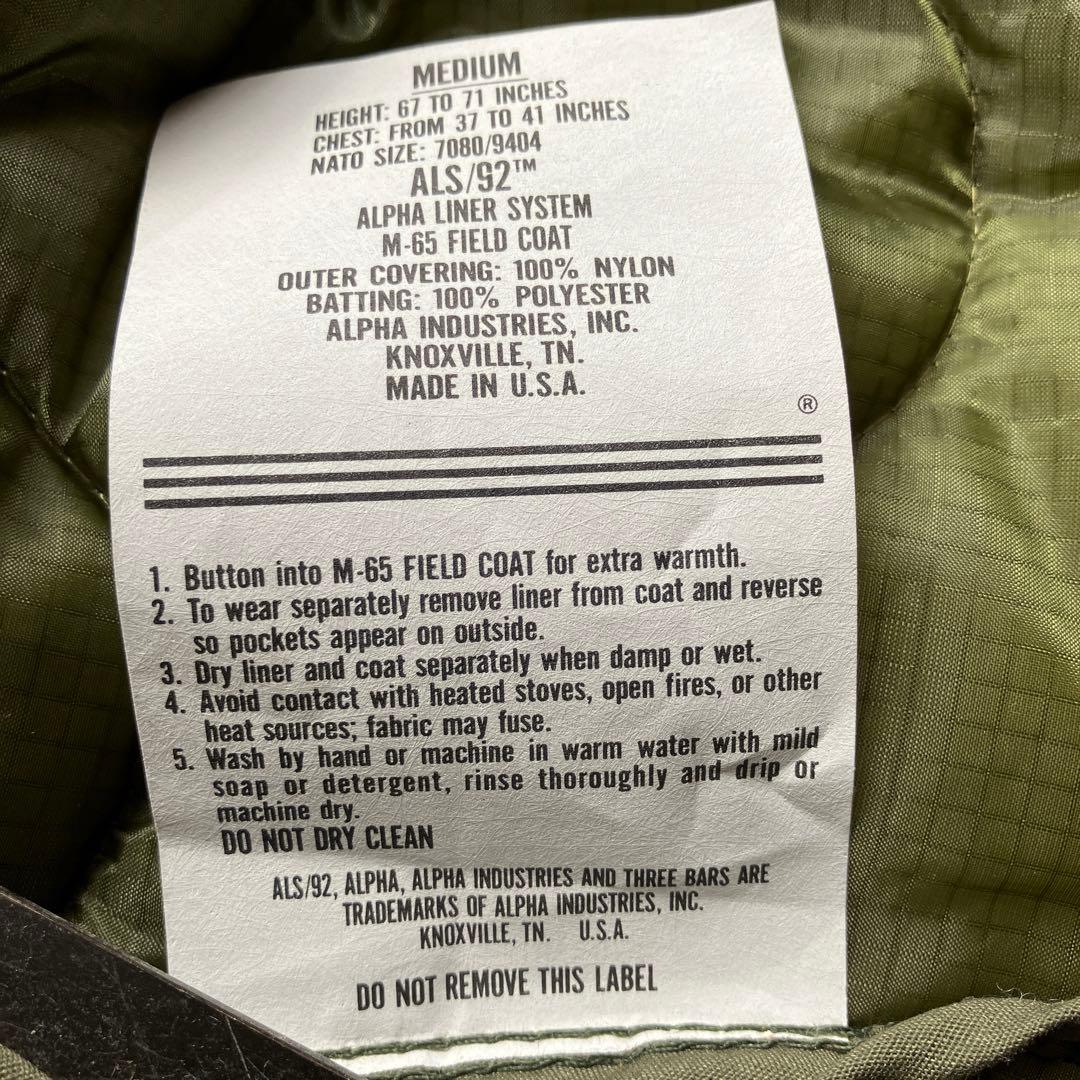 MEDIUM
HEIGHT: 67 TO 71 INCHES
CHEST: FROM 37 TO 41 INCHES
NATO SIZE: 7080/9404
ALS/92™
ALPHA LINER SYSTEM
M-65 FIELD COAT
OUTER COVERING: 100% NYLON
BATTING: 100% POLYESTER
ALPHA INDUSTRIES, INC.
KNOXVILLE, TN.
MADE IN U.S.A.
®
1. Button into M-65 FIELD COAT for extra warmth.
2. To wear separately remove liner from coat and reverse
so pockets appear on outside.
3. Dry liner and coat separately when damp or wet.
4. Avoid contact with heated stoves, open fires, or other
heat sources; fabric may fuse.
5. Wash by hand or machine in warm water with mild
soap or detergent, rinse thoroughly and drip or
machine dry.
DO NOT DRY CLEAN
ALS/92, ALPHA, ALPHA INDUSTRIES AND THREE BARS ARE
TRADEMARKS OF ALPHA INDUSTRIES, INC.
KNOXVILLE, TN. U.S.A.
DO NOT REMOVE THIS LABEL